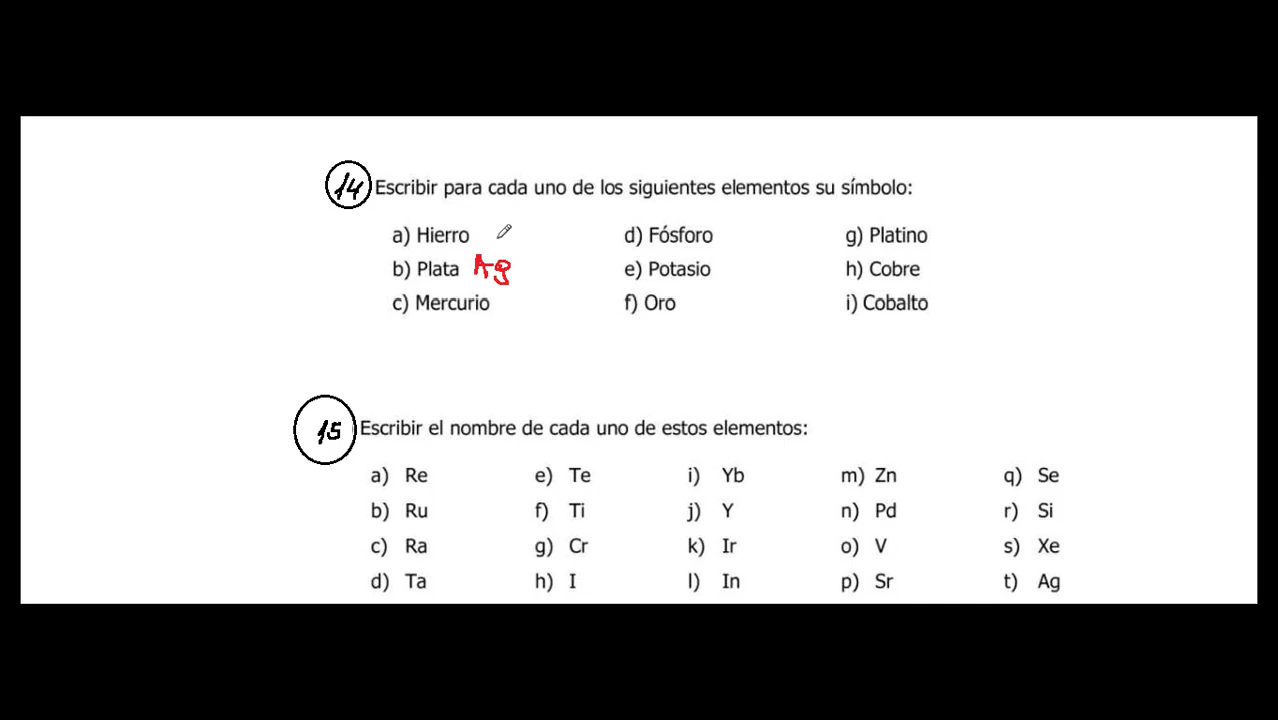 14 Escribir para cada uno de los siguientes elementos su símbolo:
a) Hierro d) Fósforo g) Platino
b) Plata Ag e) Potasio h) Cobre
c) Mercurio f) Oro i) Cobalto
15 Escribir el nombre de cada uno de estos elementos:
a) Re e) Te i) Yb m) Zn q) Se
b) Ru f) Ti j) Y n) Pd r) Si
c) Ra g) Cr k) Ir o) V s) Xe
d) Ta h) I l) In p) Sr t) Ag